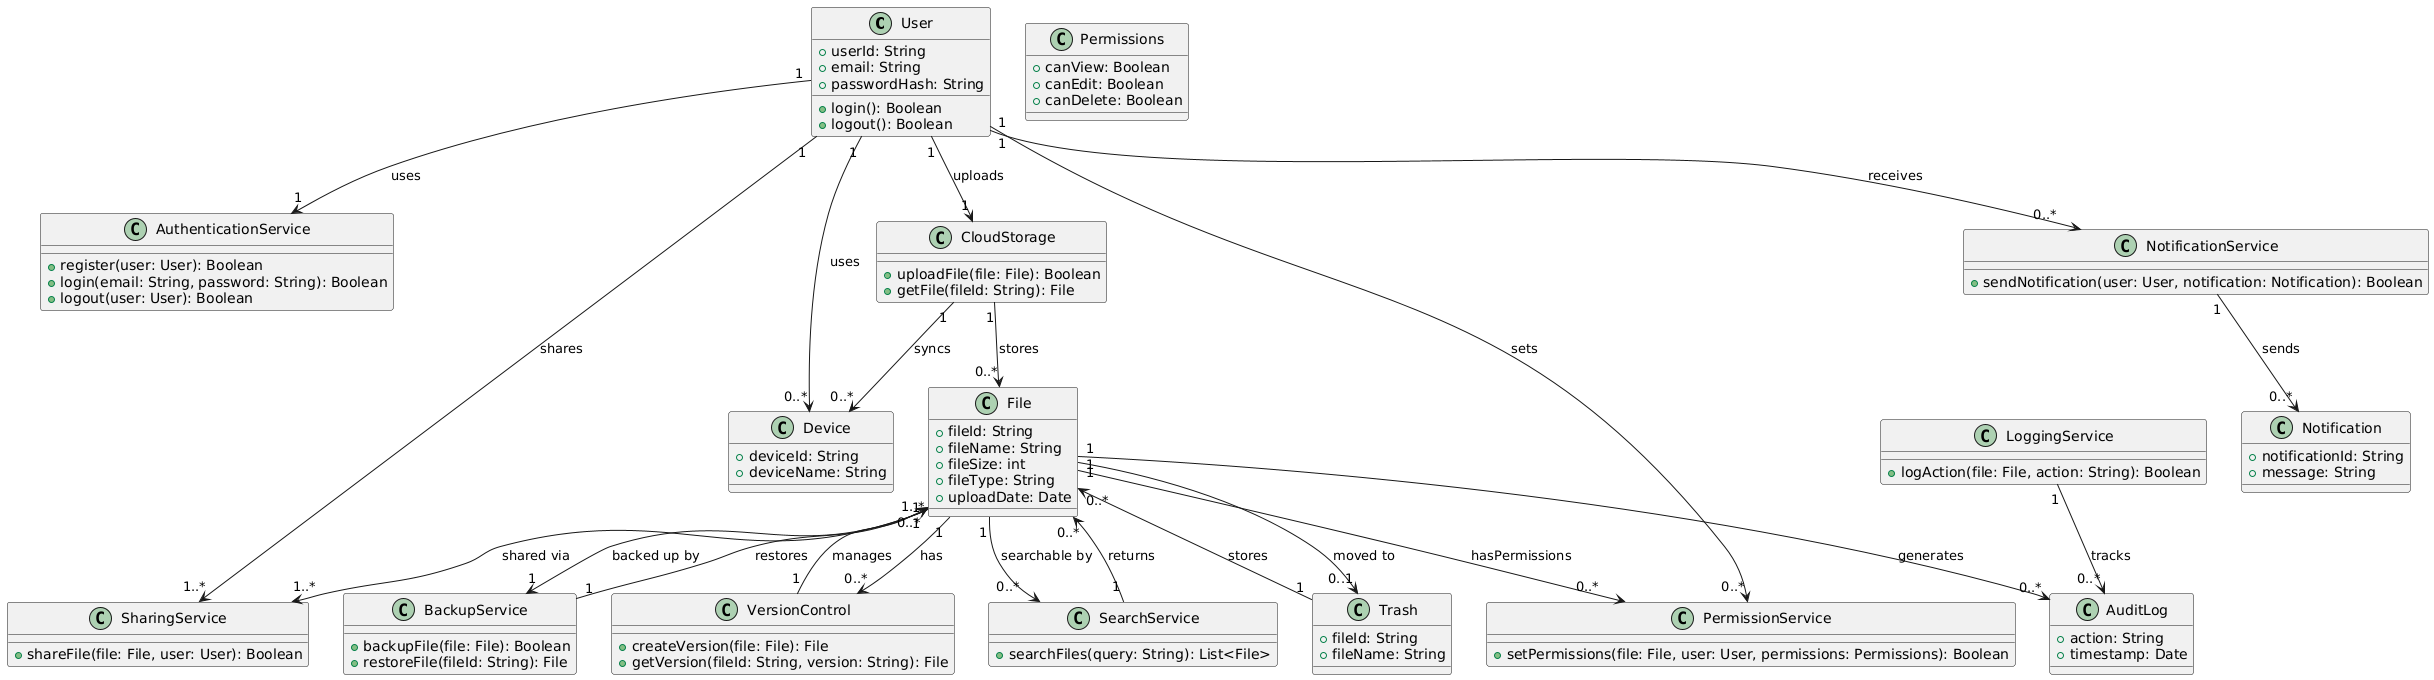 C User
userId: String
email: String
passwordHash: String
login(): Boolean
logout(): Boolean
C Permissions
canView: Boolean
canEdit: Boolean
canDelete: Boolean
1
1
1
1
1
1
uses
uploads
receives
1
1
0..*
C AuthenticationService
register(user: User): Boolean
login(email: String, password: String): Boolean
logout(user: User): Boolean
uses
C CloudStorage
uploadFile(file: File): Boolean
getFile(fileId: String): File
C NotificationService
sendNotification(user: User, notification: Notification): Boolean
1
1
1
shares
syncs
stores
sets
sends
0..*
0..*
0..*
0..*
C Device
deviceId: String
deviceName: String
C File
fileId: String
fileName: String
fileSize: int
fileType: String
uploadDate: Date
C LoggingService
logAction(file: File, action: String): Boolean
C Notification
notificationId: String
message: String
1
1
1
0..*
1..*
1
0..*
1
1
1
0..*
1
shared via
backed up by
restores
manages
has
searchable by
returns
moved to
stores
hasPermissions
generates
tracks
1..*
1..*
1
1
1
0..*
0..*
1
0..1
1
0..*
0..*
0..*
0..*
C SharingService
shareFile(file: File, user: User): Boolean
C BackupService
backupFile(file: File): Boolean
restoreFile(fileId: String): File
C VersionControl
createVersion(file: File): File
getVersion(fileId: String, version: String): File
C SearchService
searchFiles(query: String): List<File>
C Trash
fileId: String
fileName: String
C PermissionService
setPermissions(file: File, user: User, permissions: Permissions): Boolean
C AuditLog
action: String
timestamp: Date